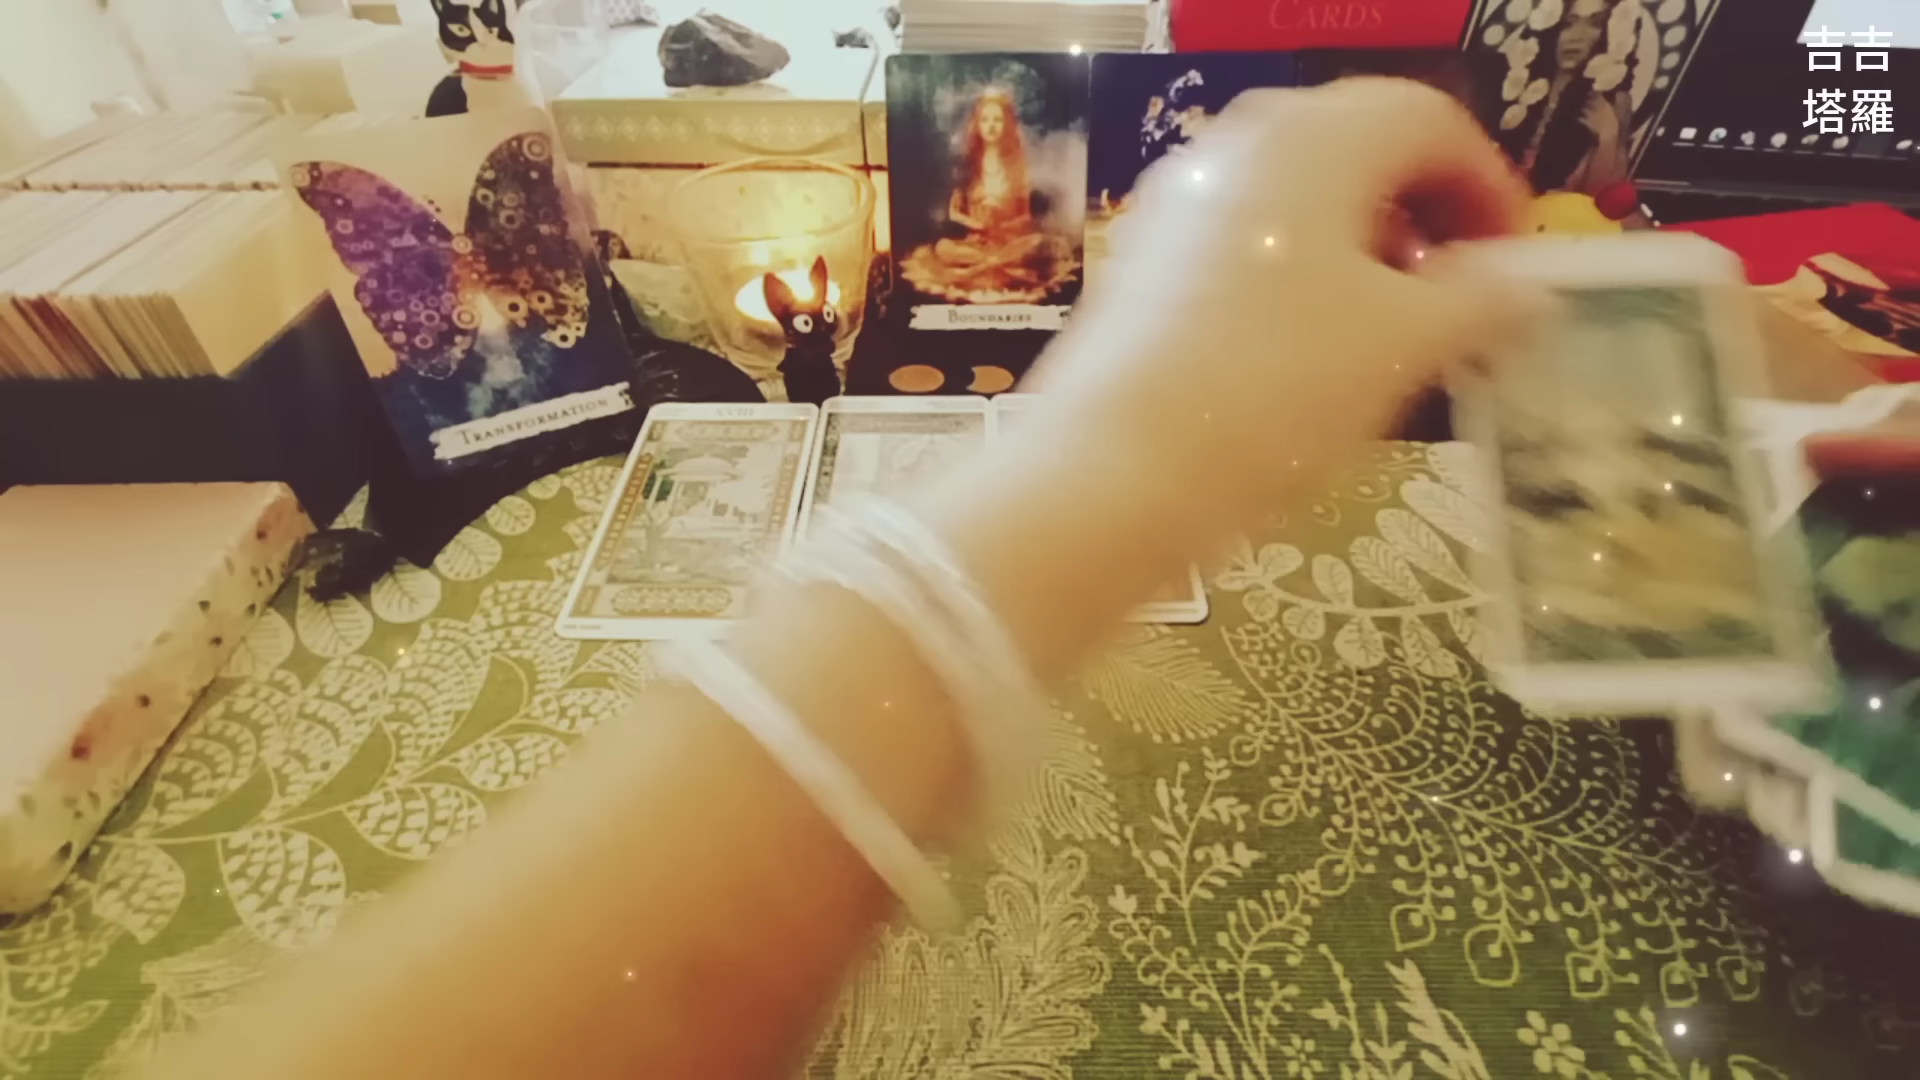 CARDS
吉吉
塔羅
BOUNDARIES
TRANSFORMATION
XVIII